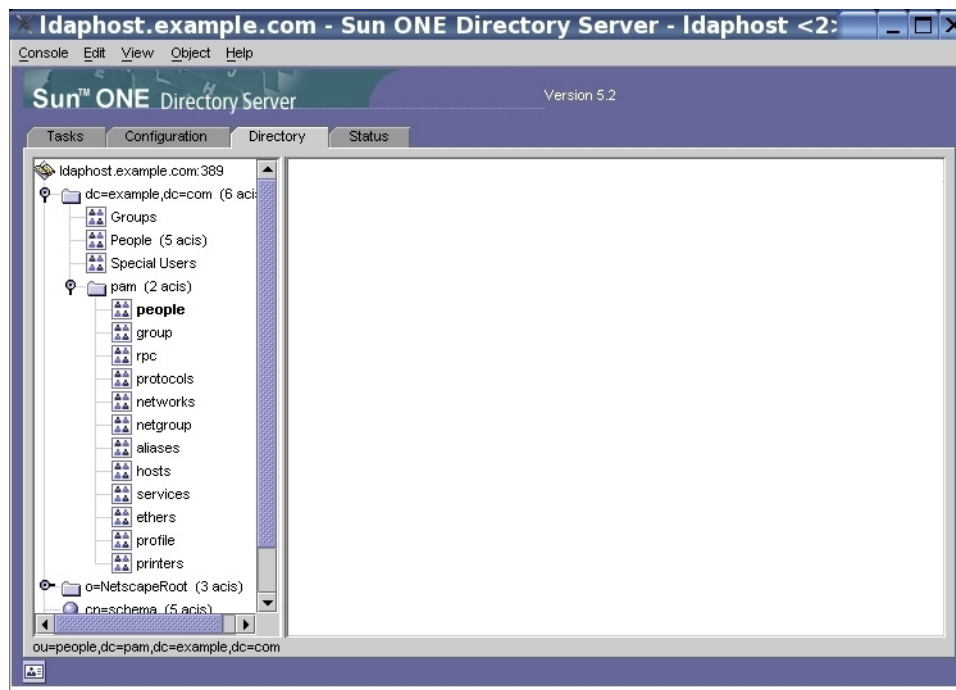 ldaphost.example.com - Sun ONE Directory Server - ldaphost <2>
Console Edit View Object Help
Sun™ ONE Directory Server
Version 5.2
Tasks Configuration Directory Status
ldaphost.example.com:389
dc=example,dc=com (6 aci
Groups
People (5 acis)
Special Users
pam (2 acis)
people
group
rpc
protocols
networks
netgroup
aliases
hosts
services
ethers
profile
printers
o=NetscapeRoot (3 acis)
cn=schema (5 acis)
ou=people,dc=pam,dc=example,dc=com